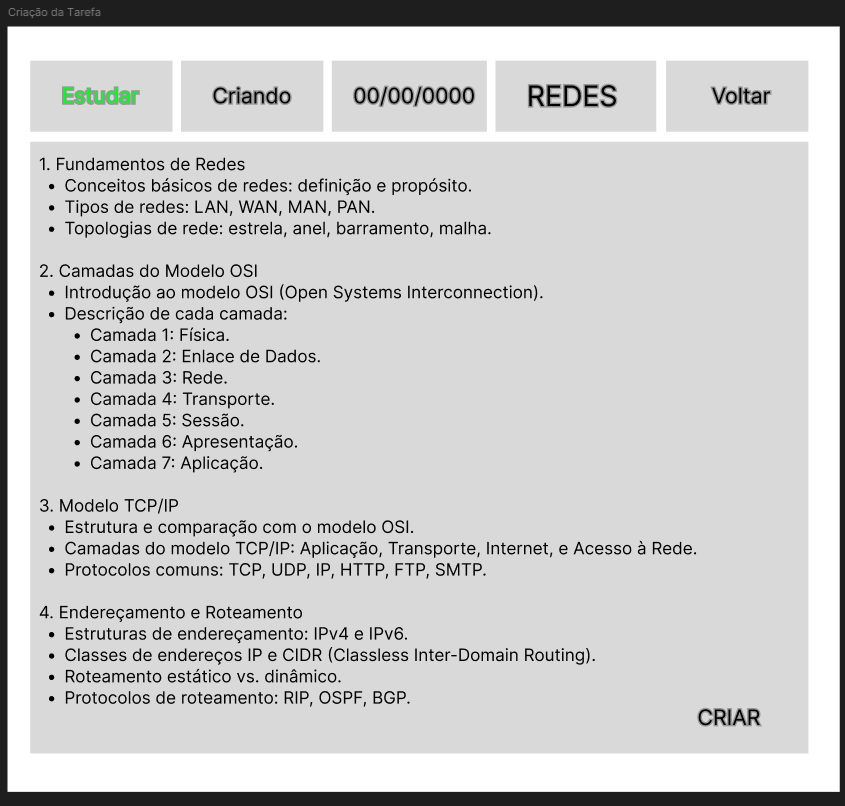 Criação da Tarefa
Estudar
Criando
00/00/0000
REDES
Voltar
1. Fundamentos de Redes
• Conceitos básicos de redes: definição e propósito.
• Tipos de redes: LAN, WAN, MAN, PAN.
• Topologias de rede: estrela, anel, barramento, malha.
2. Camadas do Modelo OSI
• Introdução ao modelo OSI (Open Systems Interconnection).
• Descrição de cada camada:
• Camada 1: Física.
• Camada 2: Enlace de Dados.
• Camada 3: Rede.
• Camada 4: Transporte.
• Camada 5: Sessão.
• Camada 6: Apresentação.
• Camada 7: Aplicação.
3. Modelo TCP/IP
• Estrutura e comparação com o modelo OSI.
• Camadas do modelo TCP/IP: Aplicação, Transporte, Internet, e Acesso à Rede.
• Protocolos comuns: TCP, UDP, IP, HTTP, FTP, SMTP.
4. Endereçamento e Roteamento
• Estruturas de endereçamento: IPv4 e IPv6.
• Classes de endereços IP e CIDR (Classless Inter-Domain Routing).
• Roteamento estático vs. dinâmico.
• Protocolos de roteamento: RIP, OSPF, BGP.
CRIAR